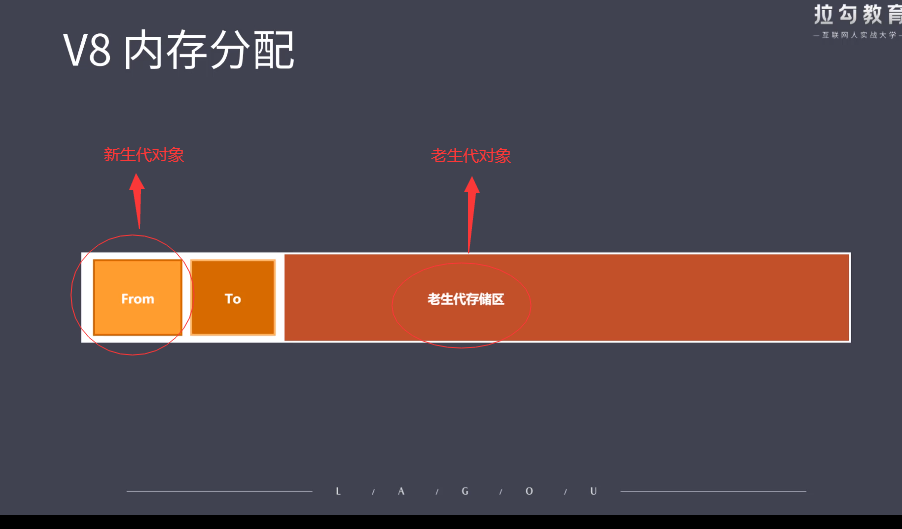 拉勾教育
—互联网人实战大学—
V8 内存分配
新生代对象
老生代对象
From
To
老生代存储区
L / A / G / O / U